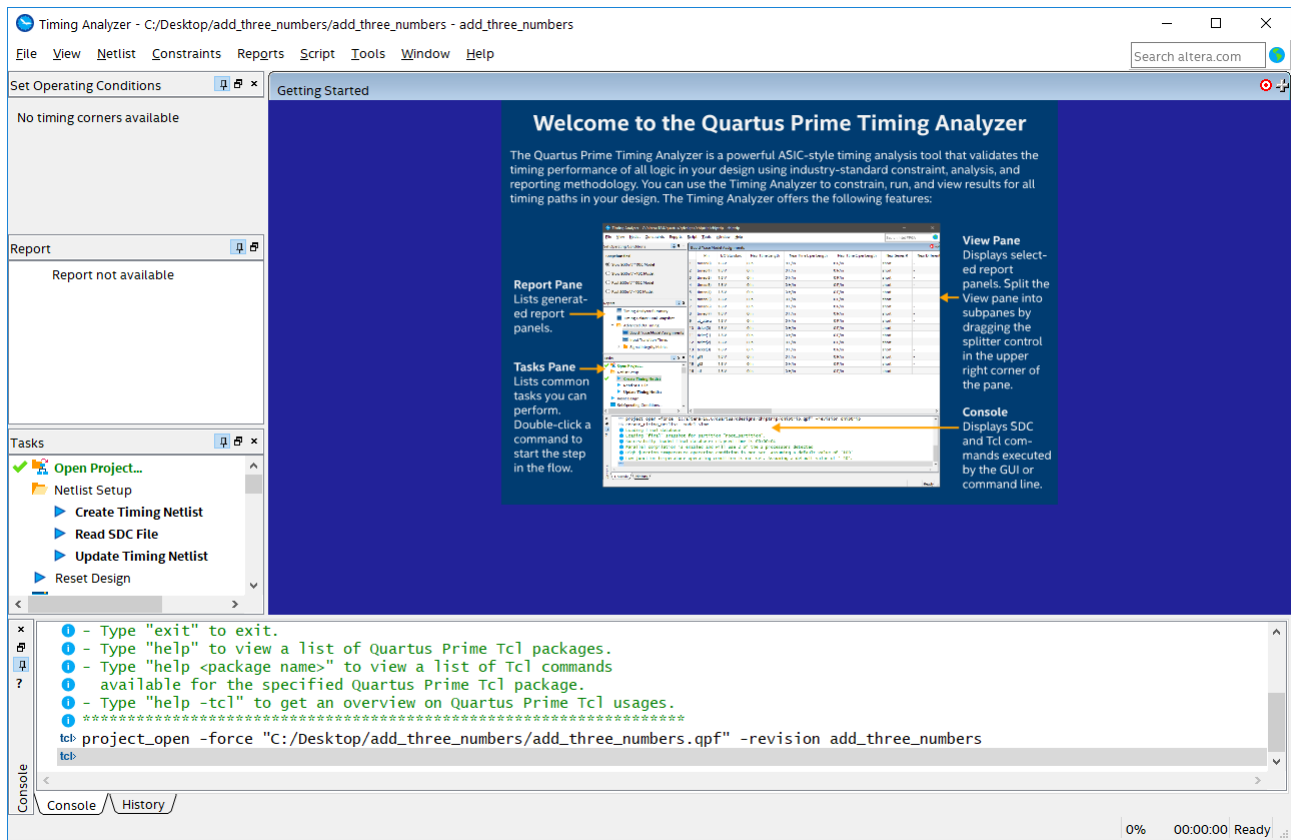 Timing Analyzer - C:/Desktop/add_three_numbers/add_three_numbers - add_three_numbers
File View Netlist Constraints Reports Script Tools Window Help
Search altera.com
Set Operating Conditions
No timing corners available
Report
Report not available
Tasks
Open Project...
Netlist Setup
Create Timing Netlist
Read SDC File
Update Timing Netlist
Reset Design
Getting Started
Welcome to the Quartus Prime Timing Analyzer
The Quartus Prime Timing Analyzer is a powerful ASIC-style timing analysis tool that validates the
timing performance of all logic in your design using industry-standard constraint, analysis, and
reporting methodology. You can use the Timing Analyzer to constrain, run, and view results for all
timing paths in your design. The Timing Analyzer offers the following features:
Report Pane
Lists generat-
ed report
panels.
Tasks Pane
Lists common
tasks you can
perform.
Double-click a
command to
start the step
in the flow.
View Pane
Displays select-
ed report
panels. Split the
View pane into
subpanes by
dragging the
splitter control
in the upper
right corner of
the pane.
Console
Displays SDC
and Tcl com-
mands executed
by the GUI or
command line.
- Type "exit" to exit.
- Type "help" to view a list of Quartus Prime Tcl packages.
- Type "help <package name>" to view a list of Tcl commands
available for the specified Quartus Prime Tcl package.
- Type "help -tcl" to get an overview on Quartus Prime Tcl usages.
*******************************************************************
tcl> project_open -force "C:/Desktop/add_three_numbers/add_three_numbers.qpf" -revision add_three_numbers
tcl>
Console
Console History
0% 00:00:00 Ready